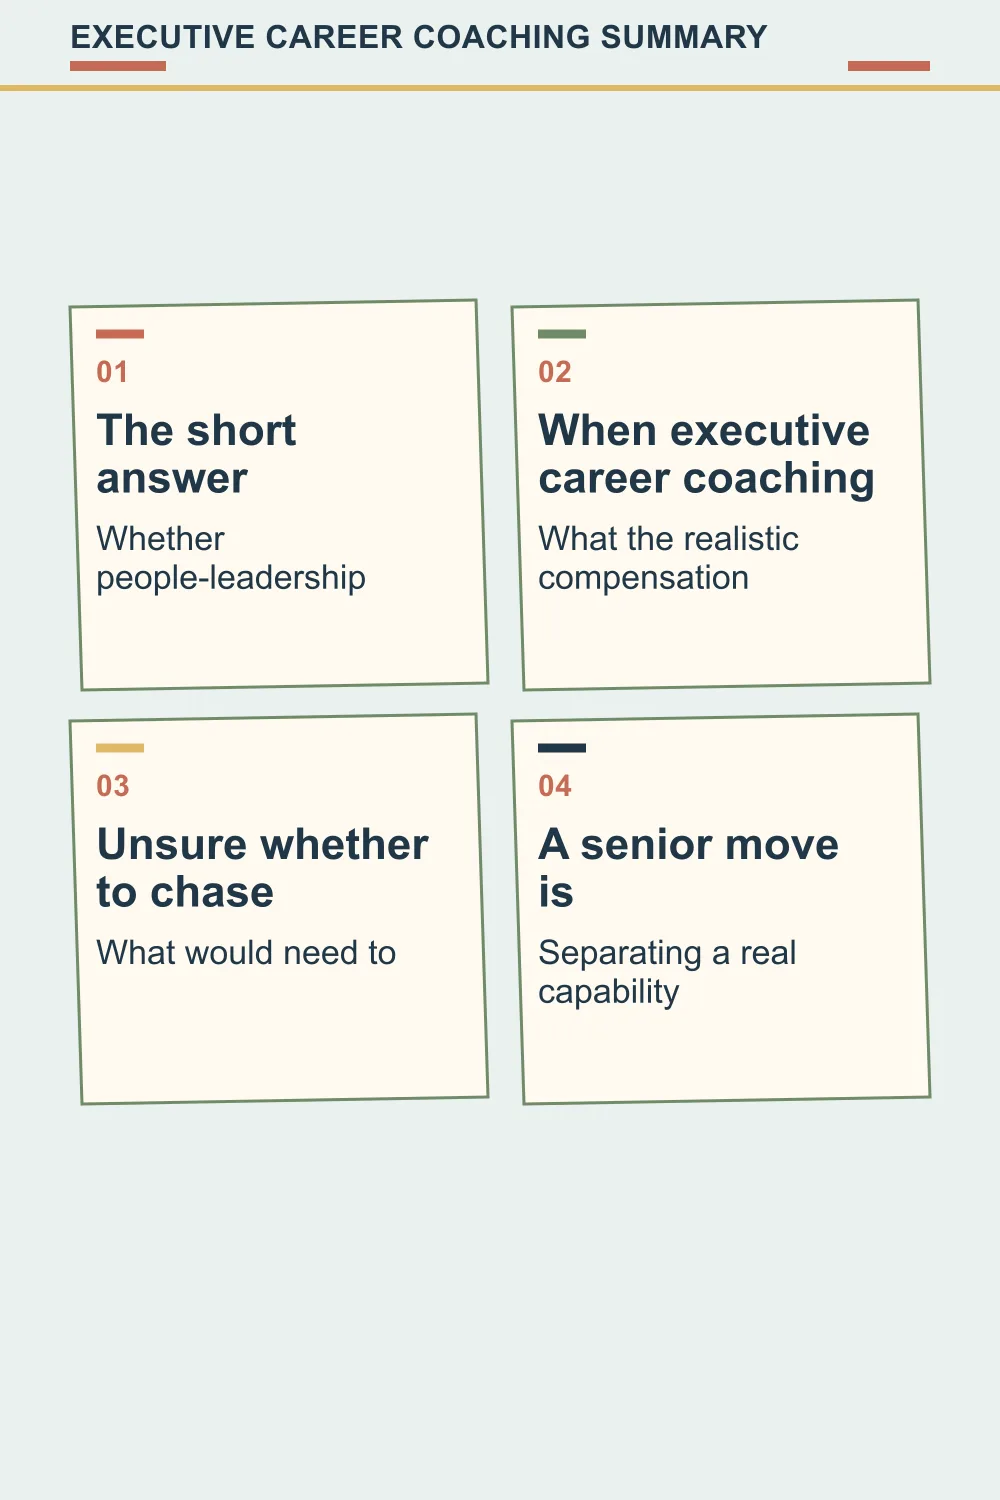 EXECUTIVE CAREER COACHING SUMMARY
01
The short
answer
Whether
people-leadership
02
When executive
career coaching
What the realistic
compensation
03
Unsure whether
to chase
What would need to
04
A senior move
is
Separating a real
capability